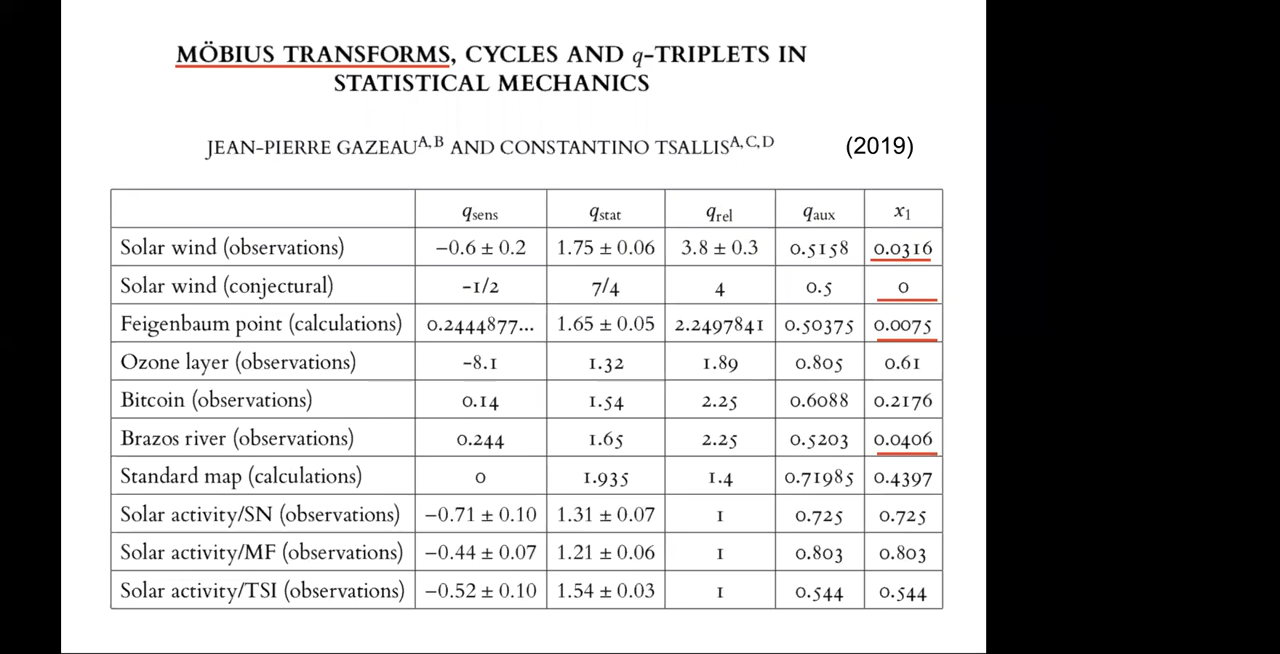 MÖBIUS TRANSFORMS, CYCLES AND q-TRIPLETS IN
STATISTICAL MECHANICS
JEAN-PIERRE GAZEAU^A,B AND CONSTANTINO TSALLIS^A,C,D (2019)
q_sens q_stat q_rel q_aux x_1
Solar wind (observations) −0.6 ± 0.2 1.75 ± 0.06 3.8 ± 0.3 0.5158 0.0316
Solar wind (conjectural) -1/2 7/4 4 0.5 0
Feigenbaum point (calculations) 0.2444877... 1.65 ± 0.05 2.2497841 0.50375 0.0075
Ozone layer (observations) -8.1 1.32 1.89 0.805 0.61
Bitcoin (observations) 0.14 1.54 2.25 0.6088 0.2176
Brazos river (observations) 0.244 1.65 2.25 0.5203 0.0406
Standard map (calculations) 0 1.935 1.4 0.71985 0.4397
Solar activity/SN (observations) −0.71 ± 0.10 1.31 ± 0.07 1 0.725 0.725
Solar activity/MF (observations) −0.44 ± 0.07 1.21 ± 0.06 1 0.803 0.803
Solar activity/TSI (observations) −0.52 ± 0.10 1.54 ± 0.03 1 0.544 0.544